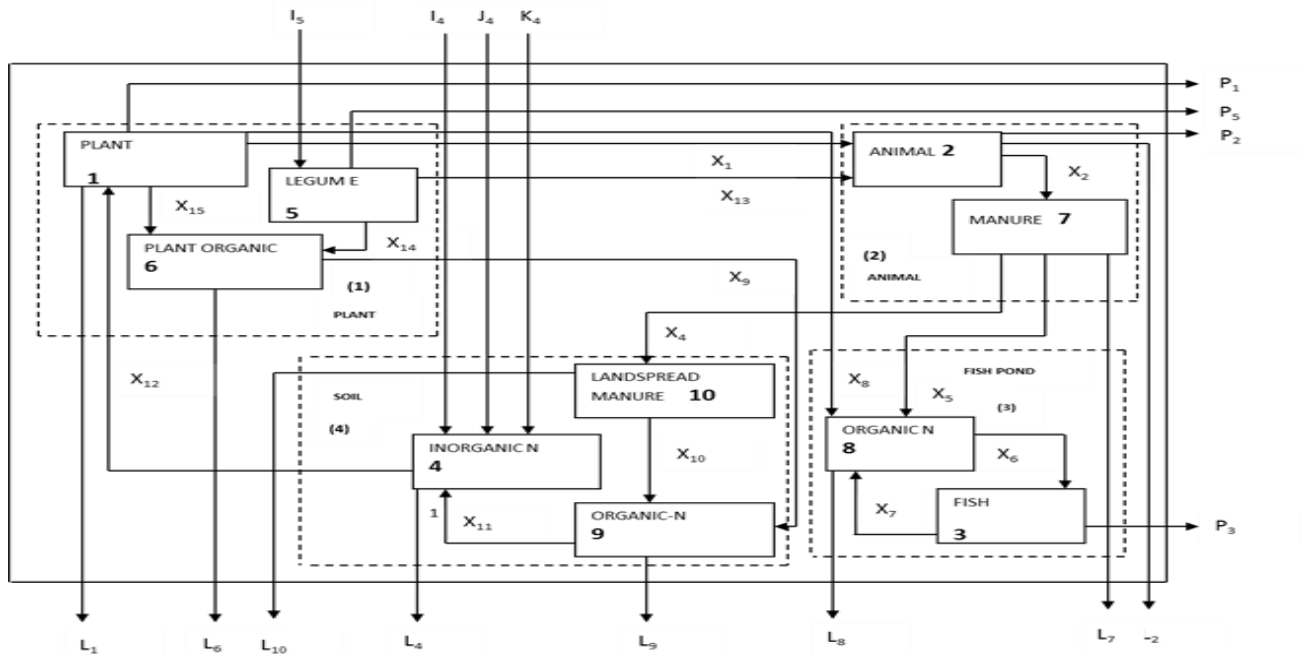 I₅ I₄ J₄ K₄
P₁
P₅
P₂
PLANT
1
ANIMAL 2
X₁
X₂
LEGUM E
5
X₁₃
X₁₅
MANURE 7
X₁₄
PLANT ORGANIC
6
(2)
ANIMAL
(1)
PLANT
X₉
X₄
X₁₂
SOIL
(4)
LANDSPREAD
MANURE 10
X₈
X₅
FISH POND
(3)
INORGANIC N
4
X₁₀
ORGANIC N
8
X₆
1
X₁₁
ORGANIC-N
9
X₇
FISH
3
P₃
L₁ L₆ L₁₀ L₄ L₉ L₈ L₇ -₂